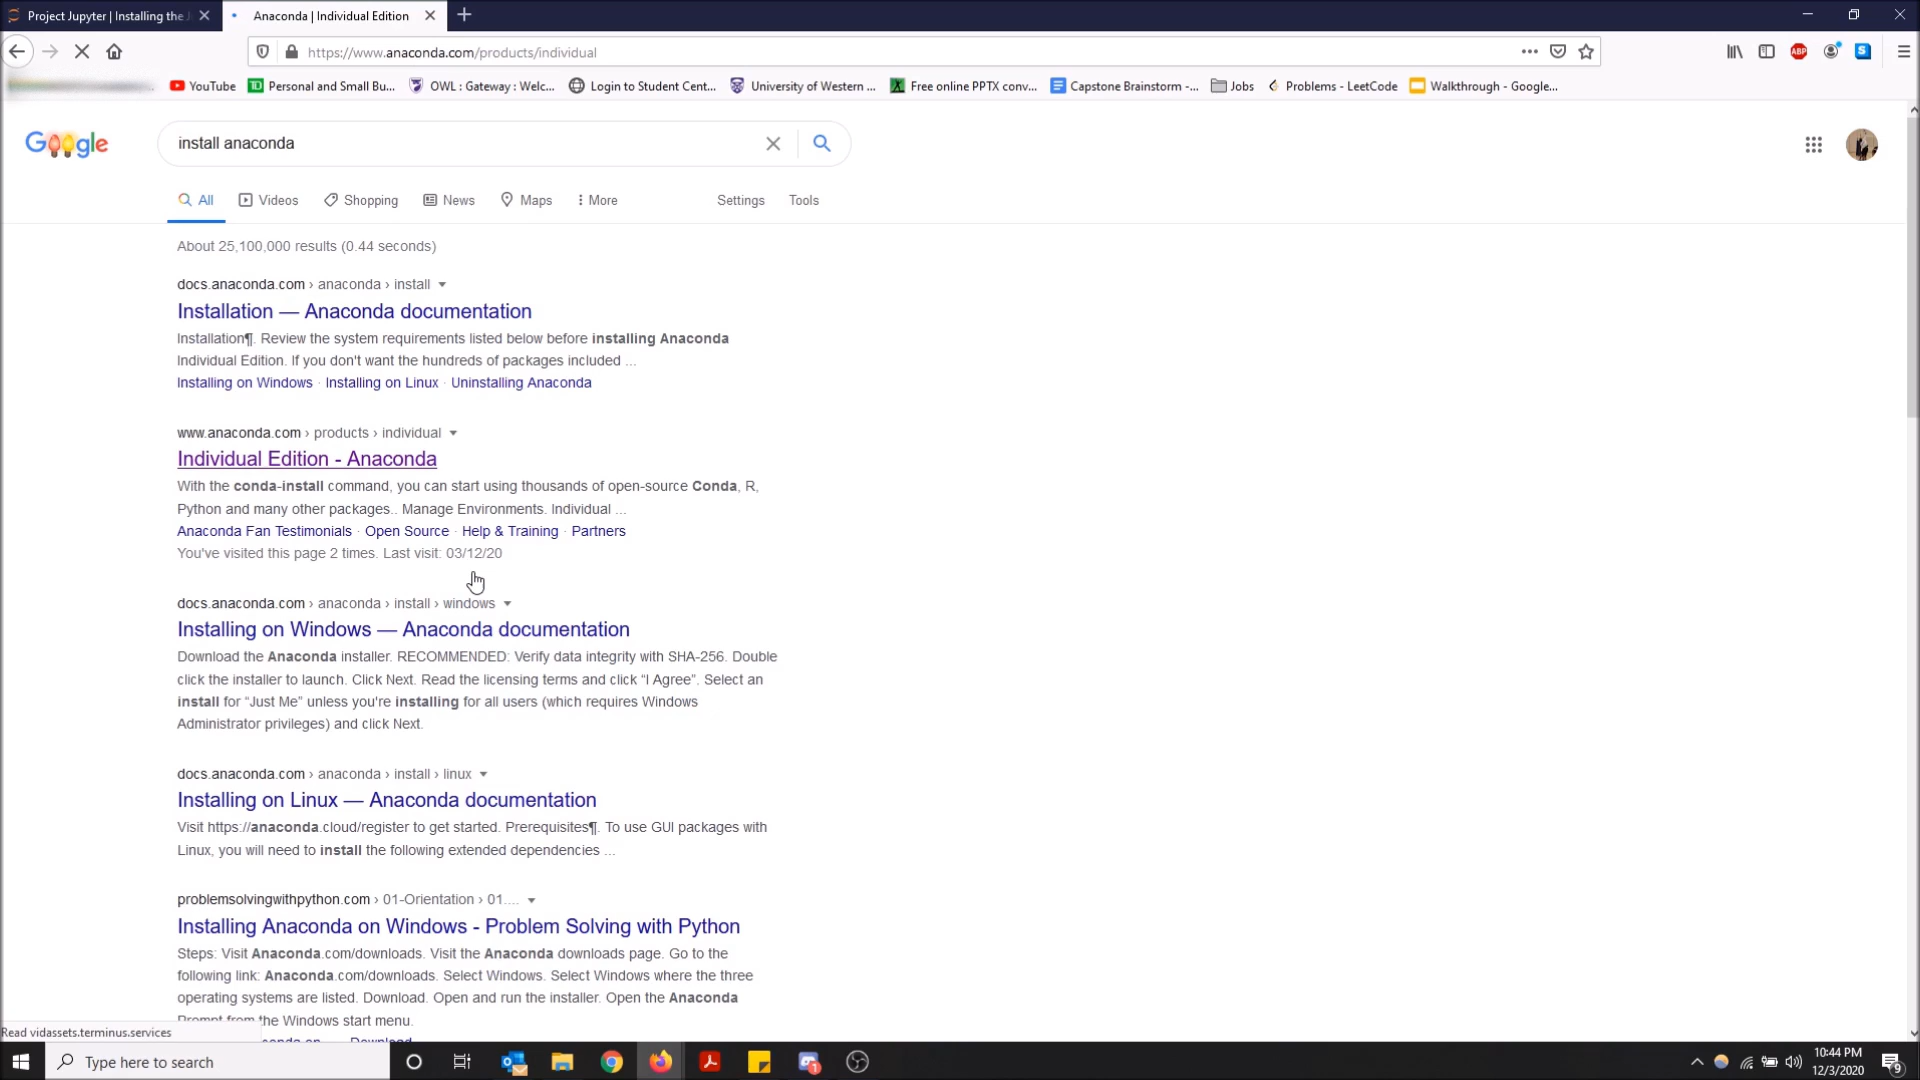 Project Jupyter | Installing the J
Anaconda | Individual Edition
https://www.anaconda.com/products/individual
ABP
S
YouTube
TD
Personal and Small Bu...
OWL : Gateway : Welc...
Login to Student Cent...
University of Western ...
Free online PPTX conv...
Capstone Brainstorm -...
Jobs
Problems - LeetCode
Walkthrough - Google...
Google
install anaconda
All
Videos
Shopping
News
Maps
More
Settings
Tools
About 25,100,000 results (0.44 seconds)
docs.anaconda.com › anaconda › install
Installation — Anaconda documentation
Installation¶. Review the system requirements listed below before installing Anaconda
Individual Edition. If you don't want the hundreds of packages included ...
Installing on Windows · Installing on Linux · Uninstalling Anaconda
www.anaconda.com › products › individual
Individual Edition - Anaconda
With the conda-install command, you can start using thousands of open-source Conda, R,
Python and many other packages.. Manage Environments. Individual ...
Anaconda Fan Testimonials · Open Source · Help & Training · Partners
You've visited this page 2 times. Last visit: 03/12/20
docs.anaconda.com › anaconda › install › windows
Installing on Windows — Anaconda documentation
Download the Anaconda installer. RECOMMENDED: Verify data integrity with SHA-256. Double
click the installer to launch. Click Next. Read the licensing terms and click “I Agree”. Select an
install for “Just Me” unless you're installing for all users (which requires Windows
Administrator privileges) and click Next.
docs.anaconda.com › anaconda › install › linux
Installing on Linux — Anaconda documentation
Visit https://anaconda.cloud/register to get started. Prerequisites¶. To use GUI packages with
Linux, you will need to install the following extended dependencies ...
problemsolvingwithpython.com › 01-Orientation › 01....
Installing Anaconda on Windows - Problem Solving with Python
Steps: Visit Anaconda.com/downloads. Visit the Anaconda downloads page. Go to the
following link: Anaconda.com/downloads. Select Windows. Select Windows where the three
operating systems are listed. Download. Open and run the installer. Open the Anaconda
Prompt from the Windows start menu.
Read vidassets.terminus.services
Type here to search
1
10:44 PM
12/3/2020
9